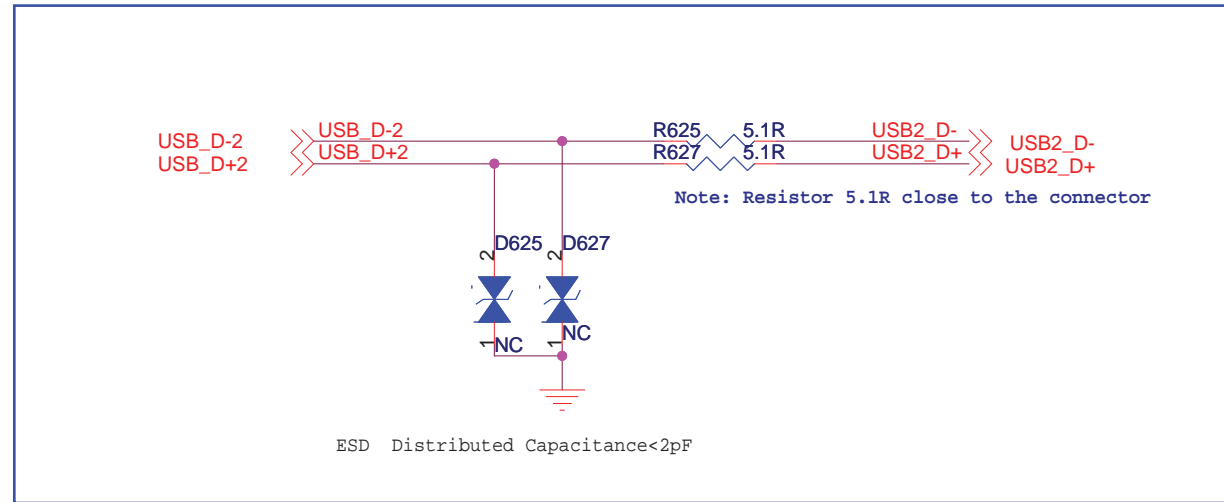 USB_D-2 USB_D-2 R625 5.1R USB2_D- USB2_D-
USB_D+2 USB_D+2 R627 5.1R USB2_D+ USB2_D+
Note: Resistor 5.1R close to the connector
2 D625 2 D627
1 NC 1 NC
ESD Distributed Capacitance<2pF